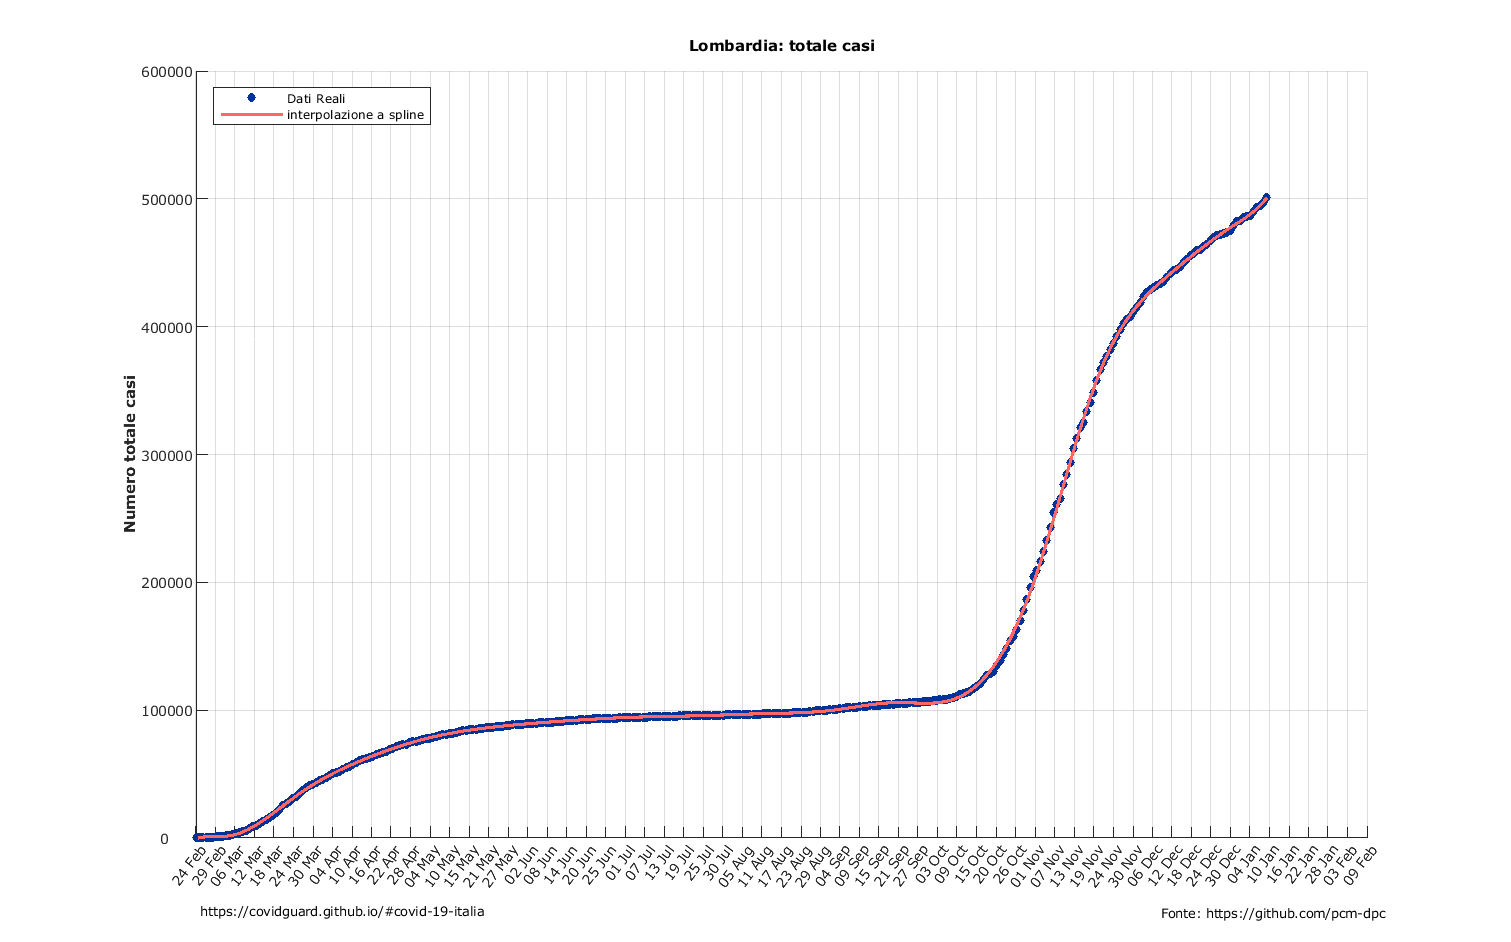 Lombardia: totale casi
600000
500000
400000
300000
200000
100000
0
Numero totale casi
Dati Reali
interpolazione a spline
24 Feb
29 Feb
06 Mar
12 Mar
18 Mar
24 Mar
30 Mar
04 Apr
10 Apr
16 Apr
22 Apr
28 Apr
04 May
10 May
15 May
21 May
27 May
02 Jun
08 Jun
14 Jun
20 Jun
25 Jun
01 Jul
07 Jul
13 Jul
19 Jul
25 Jul
30 Jul
05 Aug
11 Aug
17 Aug
23 Aug
29 Aug
04 Sep
09 Sep
15 Sep
21 Sep
27 Sep
03 Oct
09 Oct
15 Oct
20 Oct
26 Oct
01 Nov
07 Nov
13 Nov
19 Nov
24 Nov
30 Nov
06 Dec
12 Dec
18 Dec
24 Dec
30 Dec
04 Jan
10 Jan
16 Jan
22 Jan
28 Jan
03 Feb
09 Feb
https://covidguard.github.io/#covid-19-italia
Fonte: https://github.com/pcm-dpc